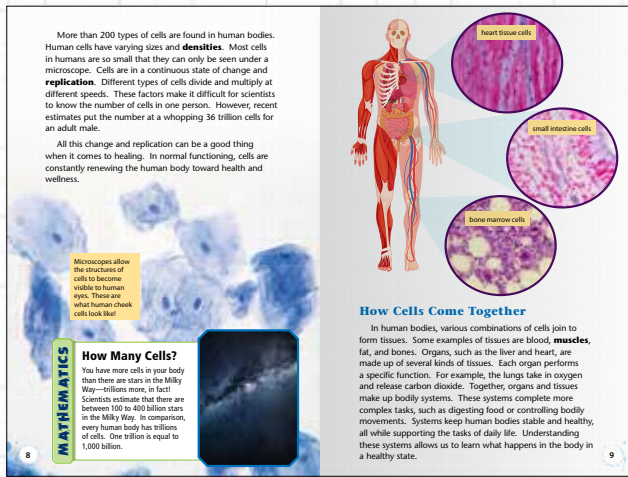 More than 200 types of cells are found in human bodies.
Human cells have varying sizes and densities. Most cells
in humans are so small that they can only be seen under a
microscope. Cells are in a continuous state of change and
replication. Different types of cells divide and multiply at
different speeds. These factors make it difficult for scientists
to know the number of cells in one person. However, recent
estimates put the number at a whopping 36 trillion cells for
an adult male.
All this change and replication can be a good thing
when it comes to healing. In normal functioning, cells are
constantly renewing the human body toward health and
wellness.
Microscopes allow
the structures of
cells to become
visible to human
eyes. These are
what human cheek
cells look like!
MATHEMATICS
How Many Cells?
You have more cells in your body
than there are stars in the Milky
Way—trillions more, in fact!
Scientists estimate that there are
between 100 to 400 billion stars
in the Milky Way. In comparison,
every human body has trillions
of cells. One trillion is equal to
1,000 billion.
8
heart tissue cells
small intestine cells
bone marrow cells
How Cells Come Together
In human bodies, various combinations of cells join to
form tissues. Some examples of tissues are blood, muscles,
fat, and bones. Organs, such as the liver and heart, are
made up of several kinds of tissues. Each organ performs
a specific function. For example, the lungs take in oxygen
and release carbon dioxide. Together, organs and tissues
make up bodily systems. These systems complete more
complex tasks, such as digesting food or controlling bodily
movements. Systems keep human bodies stable and healthy,
all while supporting the tasks of daily life. Understanding
these systems allows us to learn what happens in the body in
a healthy state.
9